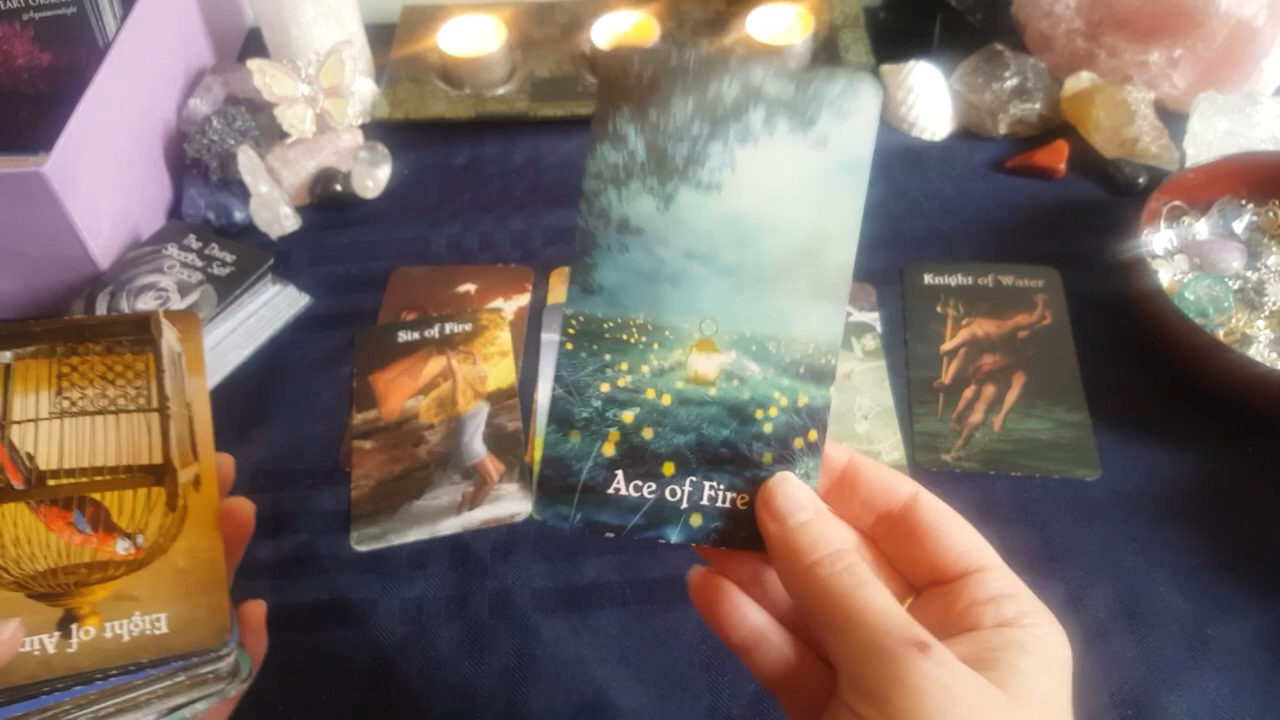 The Divine
Shadow Self
Oracle
Six of Fire
Knight of Water
Ace of Fire
Eight of Air